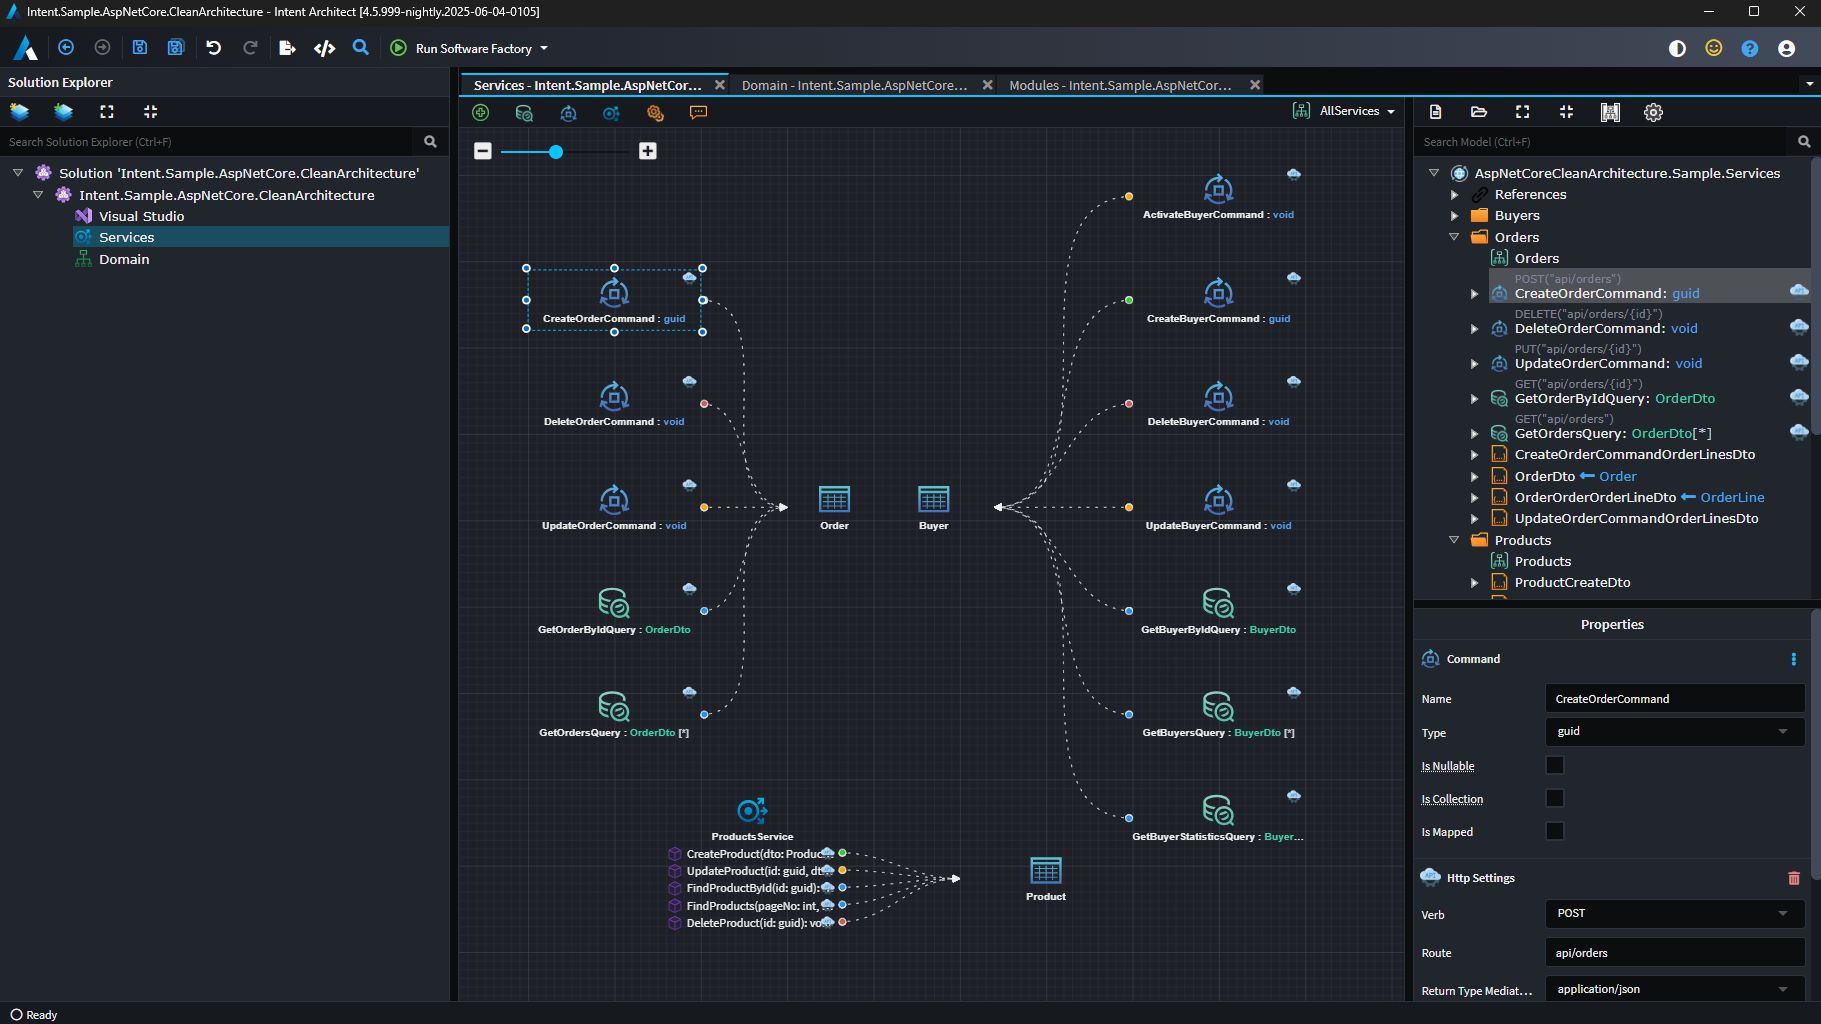 Intent.Sample.AspNetCore.CleanArchitecture - Intent Architect [4.5.999-nightly.2025-06-04-0105]
Run Software Factory
Solution Explorer
Search Solution Explorer (Ctrl+F)
Solution 'Intent.Sample.AspNetCore.CleanArchitecture'
Intent.Sample.AspNetCore.CleanArchitecture
Visual Studio
Services
Domain
Services - Intent.Sample.AspNetCor...
Domain - Intent.Sample.AspNetCore...
Modules - Intent.Sample.AspNetCor...
AllServices
CreateOrderCommand : guid
DeleteOrderCommand : void
UpdateOrderCommand : void
GetOrderByIdQuery : OrderDto
GetOrdersQuery : OrderDto [*]
Order
Buyer
ActivateBuyerCommand : void
CreateBuyerCommand : guid
DeleteBuyerCommand : void
UpdateBuyerCommand : void
GetBuyerByIdQuery : BuyerDto
GetBuyersQuery : BuyerDto [*]
GetBuyerStatisticsQuery : Buyer...
ProductsService
CreateProduct(dto: Produc
UpdateProduct(id: guid, dt
FindProductById(id: guid):
FindProducts(pageNo: int,
DeleteProduct(id: guid): vo
Product
Search Model (Ctrl+F)
AspNetCoreCleanArchitecture.Sample.Services
References
Buyers
Orders
Orders
POST("api/orders")
CreateOrderCommand: guid
DELETE("api/orders/{id}")
DeleteOrderCommand: void
PUT("api/orders/{id}")
UpdateOrderCommand: void
GET("api/orders/{id}")
GetOrderByIdQuery: OrderDto
GET("api/orders")
GetOrdersQuery: OrderDto[*]
CreateOrderCommandOrderLinesDto
OrderDto ← Order
OrderOrderOrderLineDto ← OrderLine
UpdateOrderCommandOrderLinesDto
Products
Products
ProductCreateDto
Properties
Command
Name CreateOrderCommand
Type guid
Is Nullable
Is Collection
Is Mapped
Http Settings
Verb POST
Route api/orders
Return Type Mediat... application/json
Ready